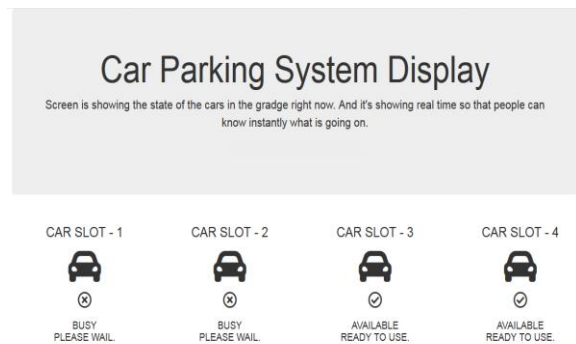 Car Parking System Display
Screen is showing the state of the cars in the gradge right now. And it's showing real time so that people can
know instantly what is going on.
CAR SLOT - 1
BUSY
PLEASE WAIL.
CAR SLOT - 2
BUSY
PLEASE WAIL.
CAR SLOT - 3
AVAILABLE
READY TO USE.
CAR SLOT - 4
AVAILABLE
READY TO USE.